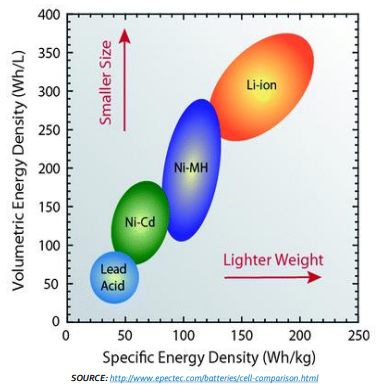 400
350
300
250
200
150
100
50
0
Volumetric Energy Density (Wh/L)
Smaller Size
Li-ion
Ni-MH
Ni-Cd
Lead
Acid
Lighter Weight
0 50 100 150 200 250
Specific Energy Density (Wh/kg)
SOURCE: http://www.epectec.com/batteries/cell-comparison.html